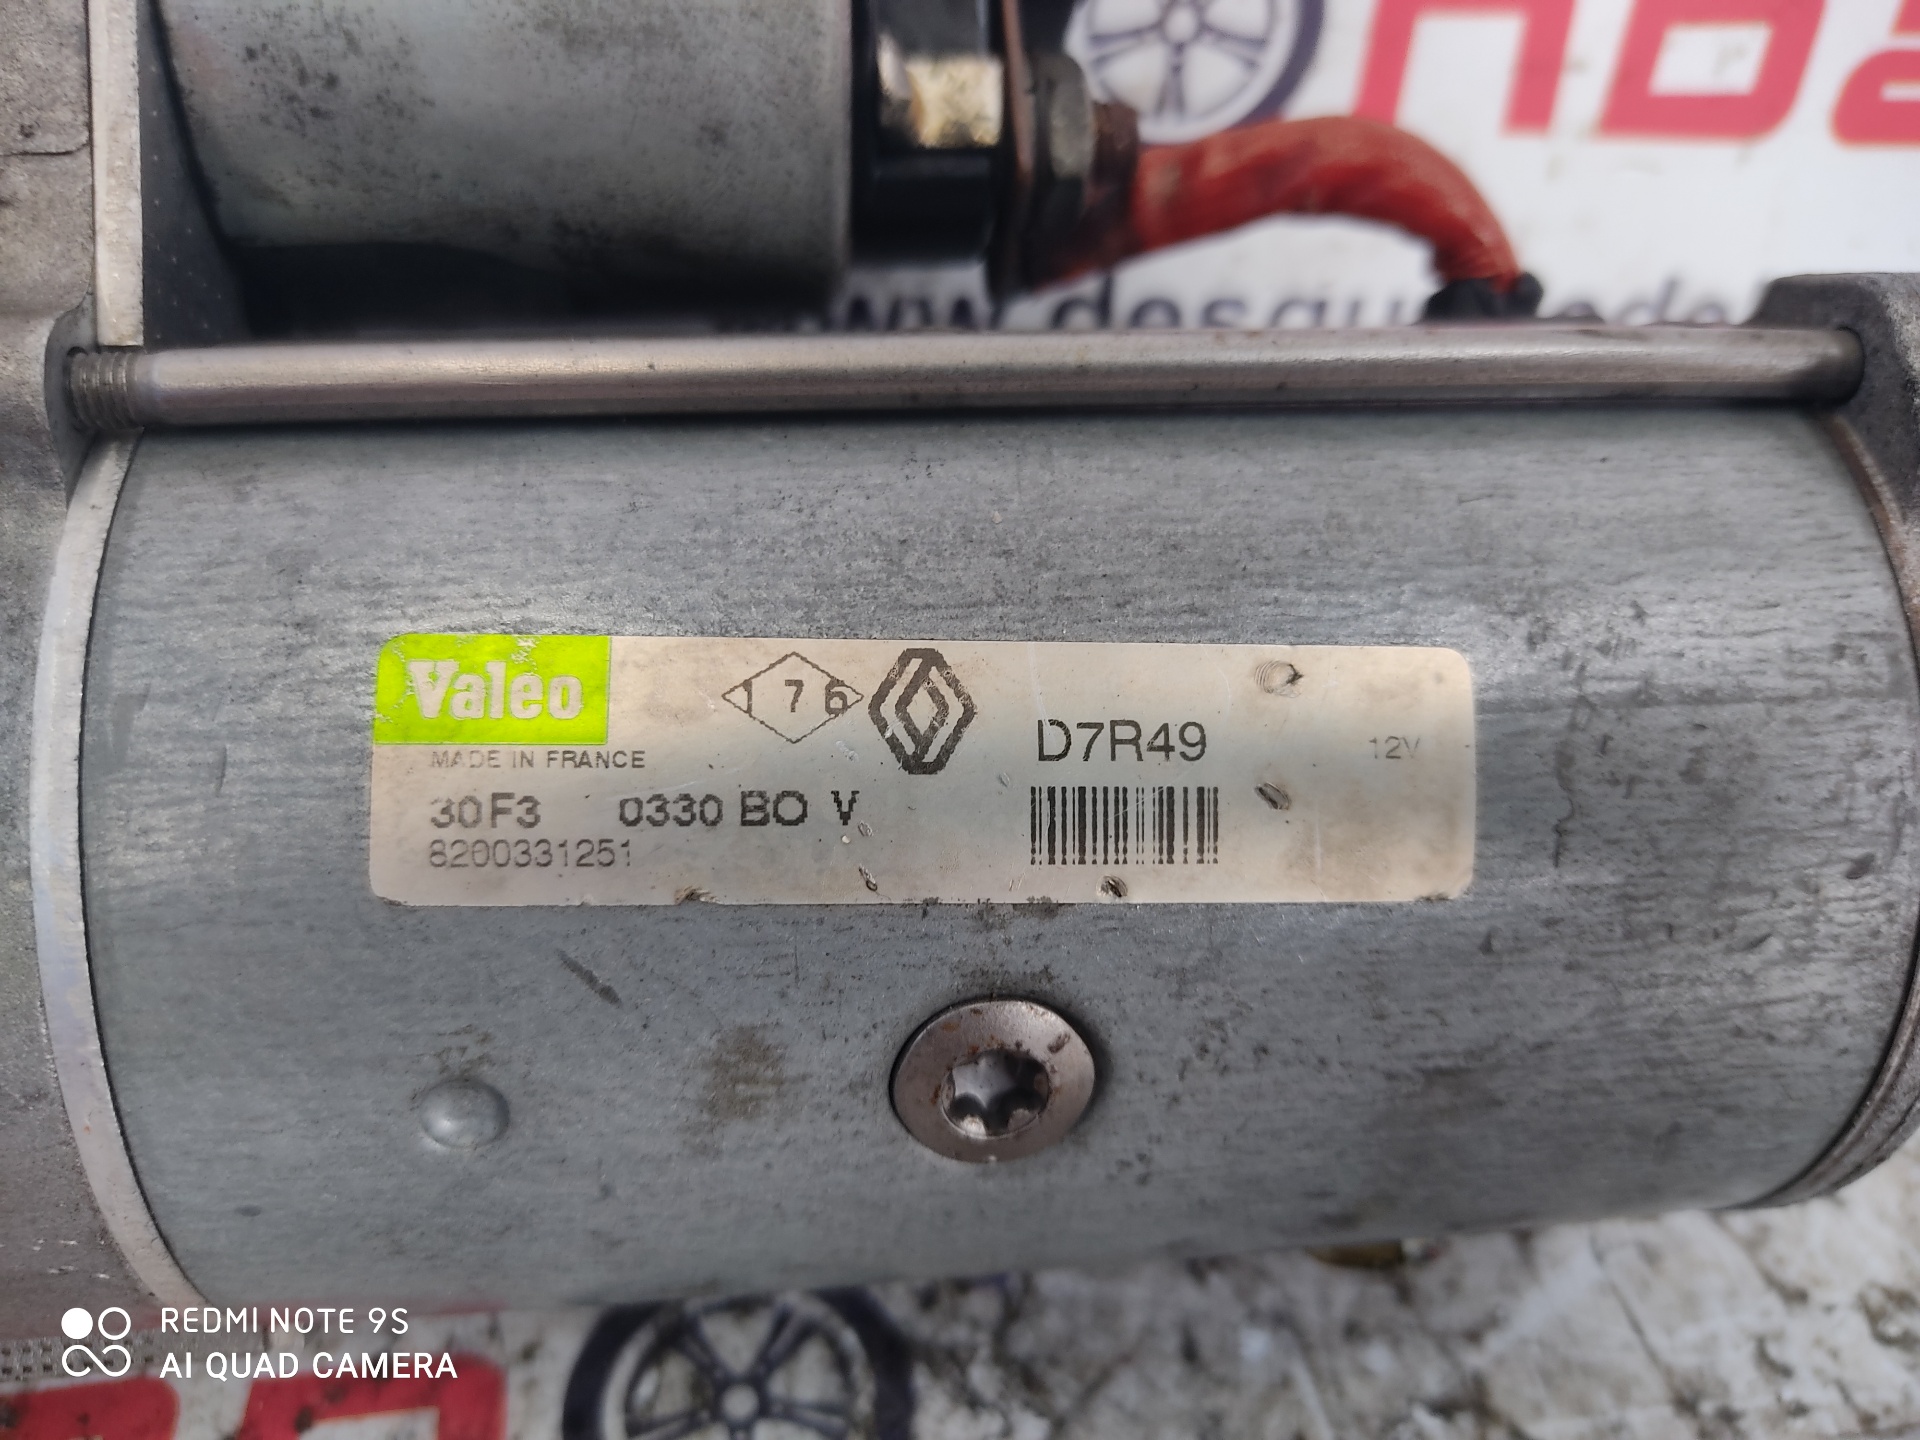 Valeo
176
D7R49
12V
MADE IN FRANCE
30F3 0330 BO V
8200331251
REDMI NOTE 9S
AI QUAD CAMERA